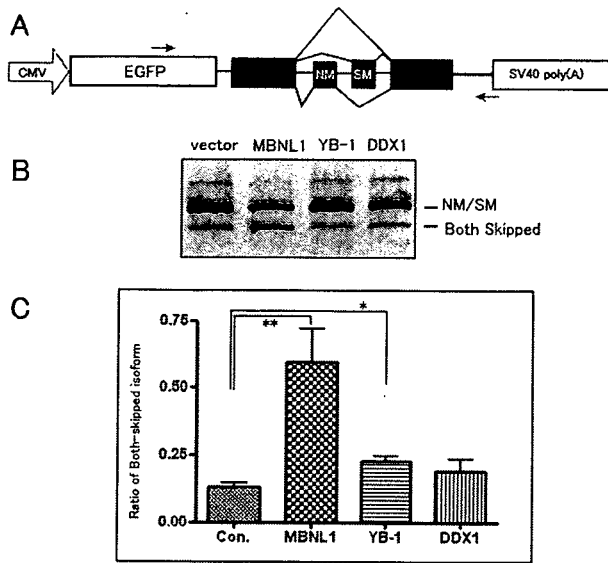 A
CMV
EGFP
NM
SM
SV40 poly(A)
B
vector MBNL1 YB-1 DDX1
NM/SM
Both Skipped
C
Ratio of Both-skipped isoform
0.75
0.50
0.25
0.00
**
*
Con. MBNL1 YB-1 DDX1